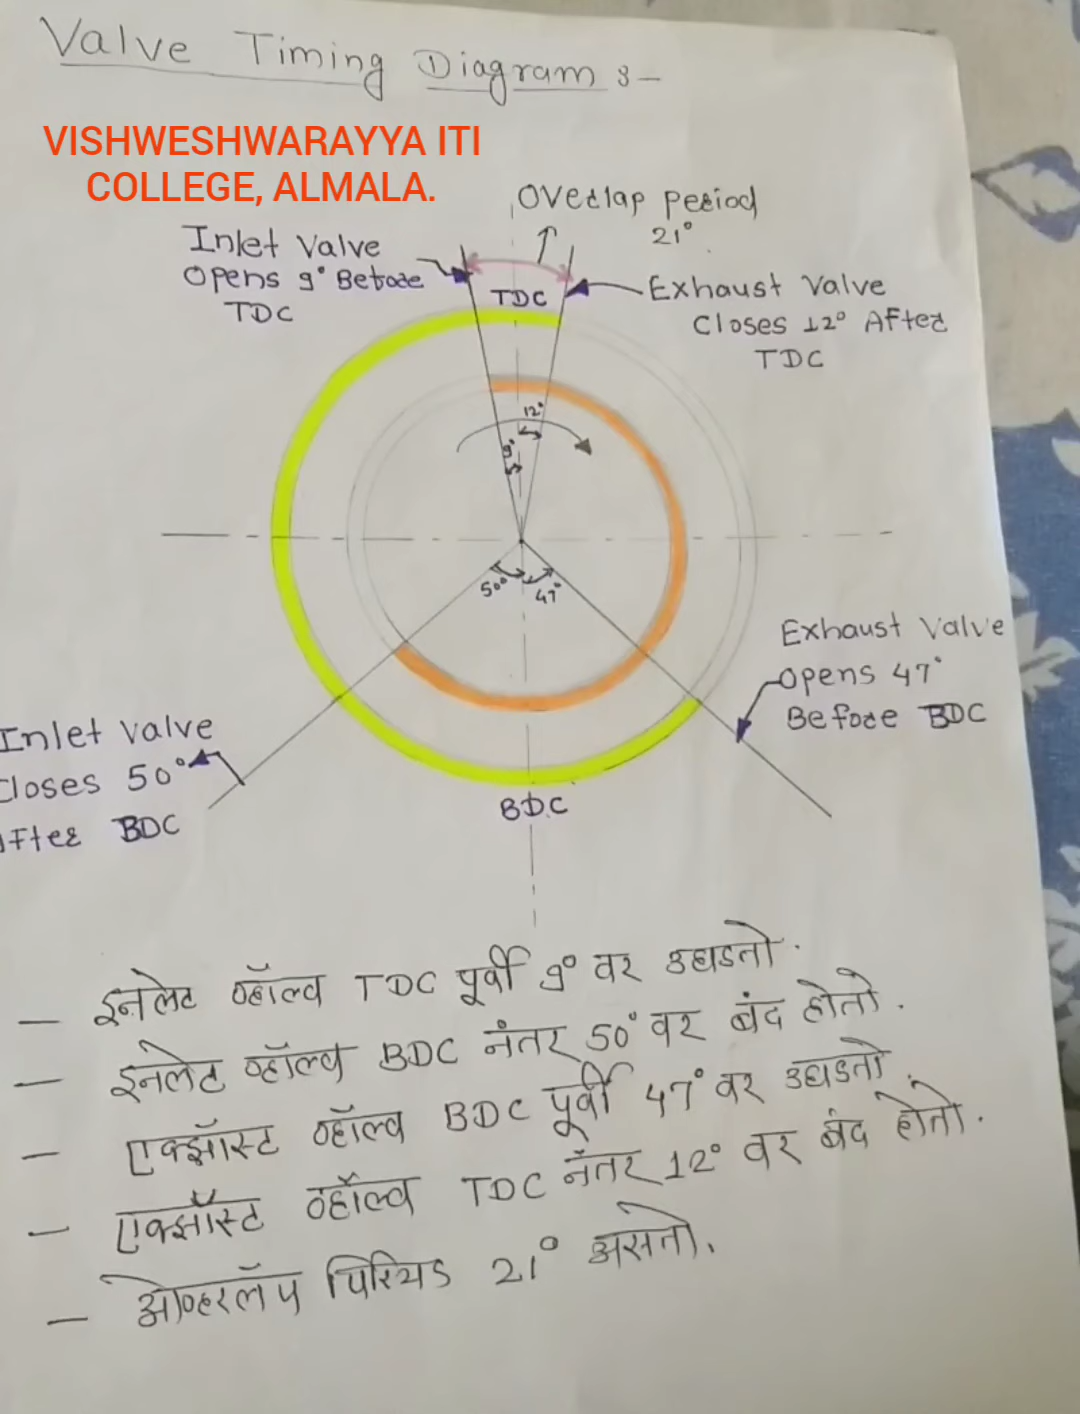 Valve Timing Diagram :-
VISHWESHWARAYYA ITI
COLLEGE, ALMALA.
Overlap period
21°
Inlet Valve
Opens 9° Before
TDC
TDC
Exhaust Valve
Closes 12° After
TDC
12°
9°
50°
47°
Exhaust Valve
Opens 47°
Before BDC
Inlet Valve
Closes 50°
After BDC
BDC
— इनलेट व्हॉल्व TDC पूर्वी 9° वर उघडतो.
— इनलेट व्हॉल्व BDC नंतर 50° वर बंद होतो.
— एक्झॉस्ट व्हॉल्व BDC पूर्वी 47° वर उघडतो.
— एक्झॉस्ट व्हॉल्व TDC नंतर 12° वर बंद होतो.
— ओव्हरलॅप पिरियड 21° असतो.